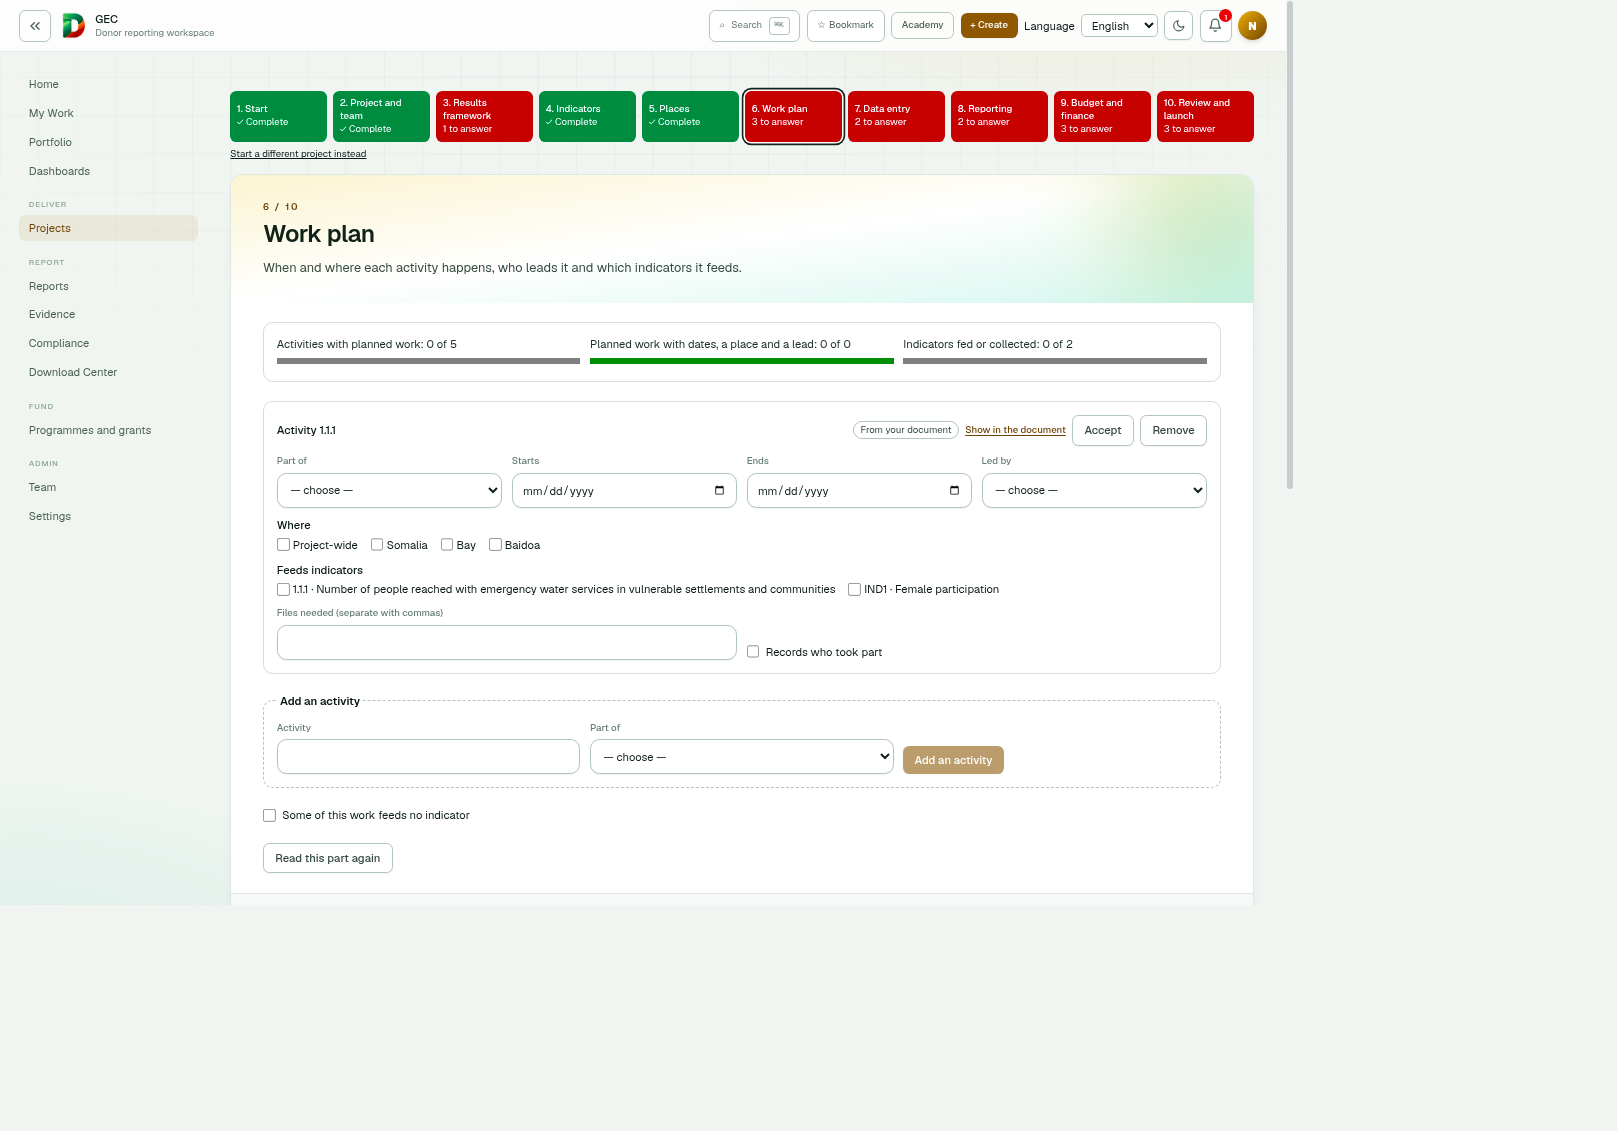 GEC
Donor reporting workspace
Search ⌘K
☆ Bookmark
Academy
+ Create
Language
English
1
N
Home
My Work
Portfolio
Dashboards
DELIVER
Projects
REPORT
Reports
Evidence
Compliance
Download Center
FUND
Programmes and grants
ADMIN
Team
Settings
1. Start
✓ Complete
2. Project and
team
✓ Complete
3. Results
framework
1 to answer
4. Indicators
✓ Complete
5. Places
✓ Complete
6. Work plan
3 to answer
7. Data entry
2 to answer
8. Reporting
2 to answer
9. Budget and
finance
3 to answer
10. Review and
launch
3 to answer
Start a different project instead
6 / 10
Work plan
When and where each activity happens, who leads it and which indicators it feeds.
Activities with planned work: 0 of 5
Planned work with dates, a place and a lead: 0 of 0
Indicators fed or collected: 0 of 2
Activity 1.1.1
From your document
Show in the document
Accept
Remove
Part of
Starts
Ends
Led by
— choose —
mm/dd/yyyy
mm/dd/yyyy
— choose —
Where
Project-wide
Somalia
Bay
Baidoa
Feeds indicators
1.1.1 · Number of people reached with emergency water services in vulnerable settlements and communities
IND1 · Female participation
Files needed (separate with commas)
Records who took part
Add an activity
Activity
Part of
— choose —
Add an activity
Some of this work feeds no indicator
Read this part again